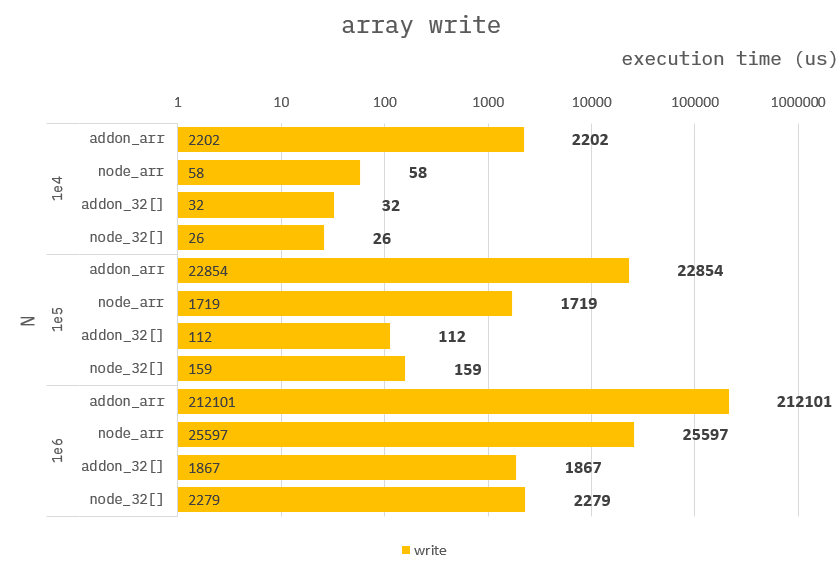 array write
execution time (us)
1 10 100 1000 10000 100000 1000000
N
1e4
addon_arr 2202 2202
node_arr 58 58
addon_32[] 32 32
node_32[] 26 26
1e5
addon_arr 22854 22854
node_arr 1719 1719
addon_32[] 112 112
node_32[] 159 159
1e6
addon_arr 212101 212101
node_arr 25597 25597
addon_32[] 1867 1867
node_32[] 2279 2279
write